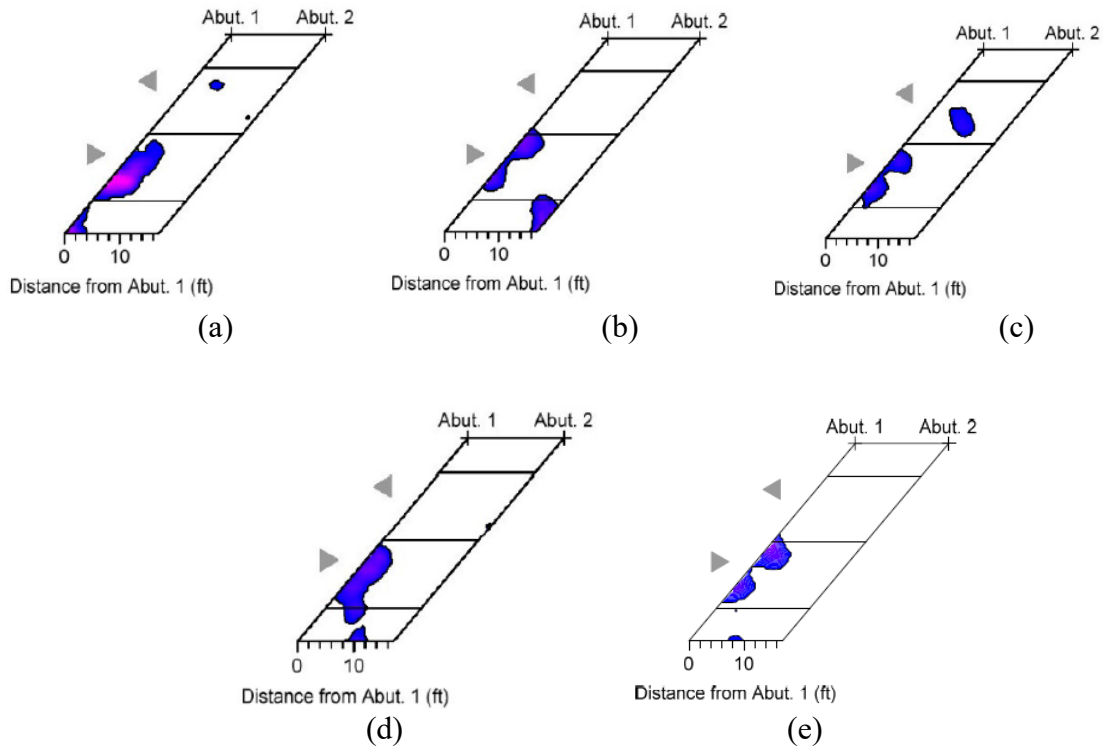 Abut. 1 Abut. 2
0 10
Distance from Abut. 1 (ft)
(a)
Abut. 1 Abut. 2
0 10
Distance from Abut. 1 (ft)
(b)
Abut. 1 Abut. 2
0 10
Distance from Abut. 1 (ft)
(c)
Abut. 1 Abut. 2
0 10
Distance from Abut. 1 (ft)
(d)
Abut. 1 Abut. 2
0 10
Distance from Abut. 1 (ft)
(e)